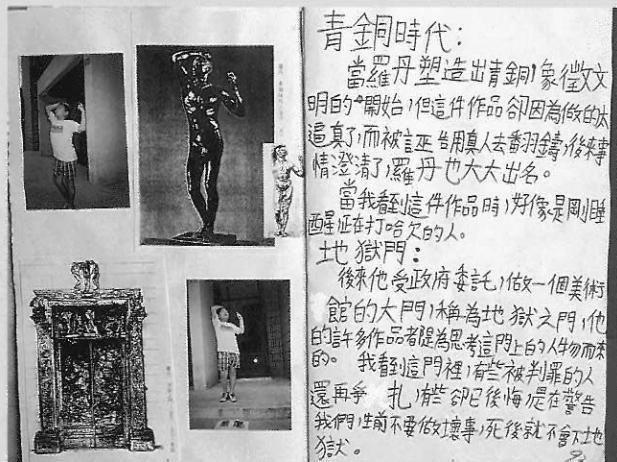 青銅時代：
當羅丹塑造出青銅，象徵文
明的開始，但這件作品卻因為做的太
逼真了，而被誣告用真人去翻鑄，後來事
情澄清了，羅丹也大大出名。
當我看到這件作品時，好像是剛睡
醒正在打哈欠的人。
地獄門：
後來他受政府委託，做一個美術
館的大門，稱為地獄之門，他
的許多作品都是為思考這門上的人物而來
的。 我看到這門裡，有些被判罪的人
還再爭 扎，有些卻已後悔，是在警告
我們，生前不要做壞事，死後就不會下地
獄。